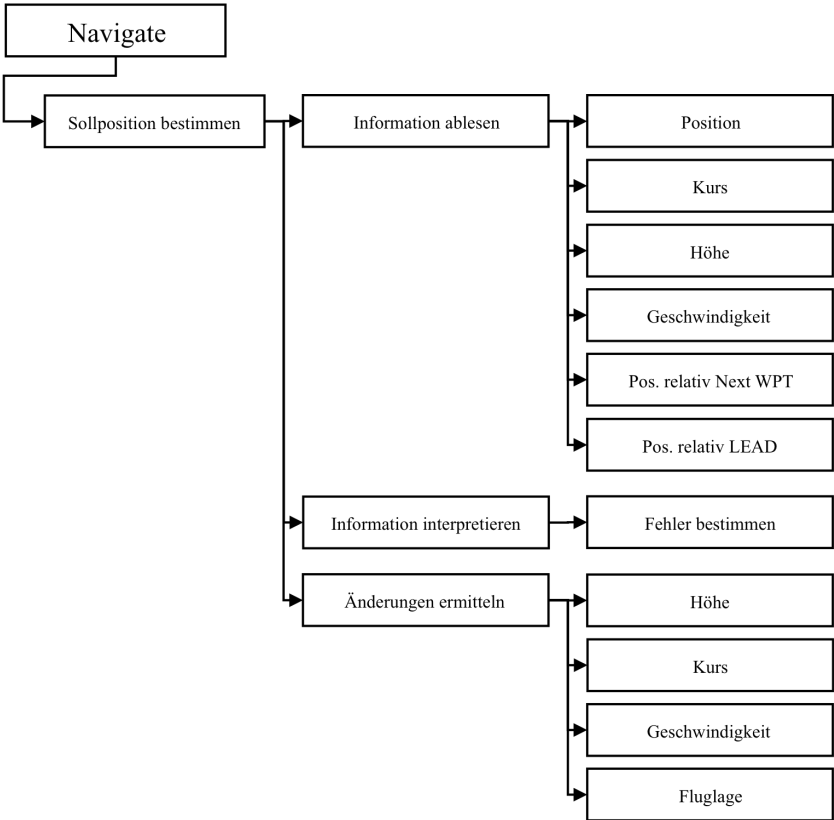 Navigate
Sollposition bestimmen
Information ablesen
Position
Kurs
Höhe
Geschwindigkeit
Pos. relativ Next WPT
Pos. relativ LEAD
Information interpretieren
Fehler bestimmen
Änderungen ermitteln
Höhe
Kurs
Geschwindigkeit
Fluglage